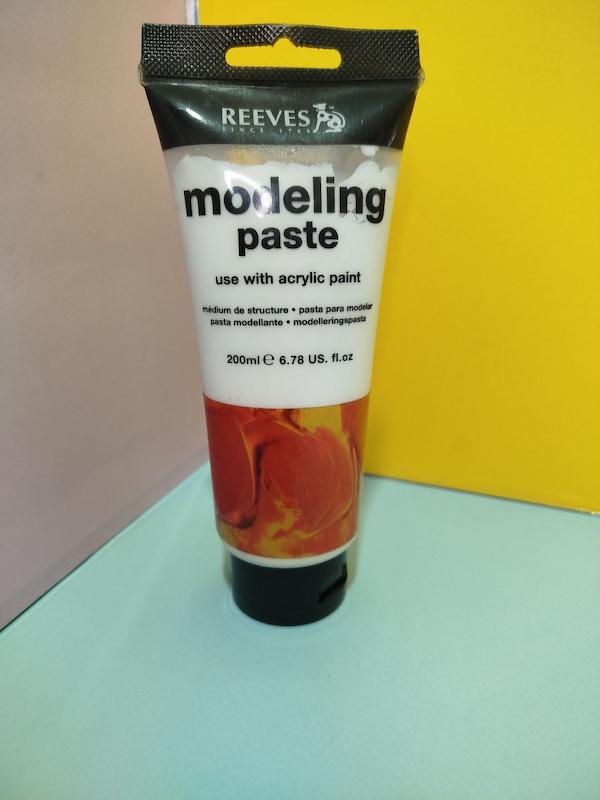 REEVES
SINCE 1766
modeling
paste
use with acrylic paint
médium de structure • pasta para modelar
pasta modellante • modelleringspasta
200ml ℮ 6.78 US. fl.oz